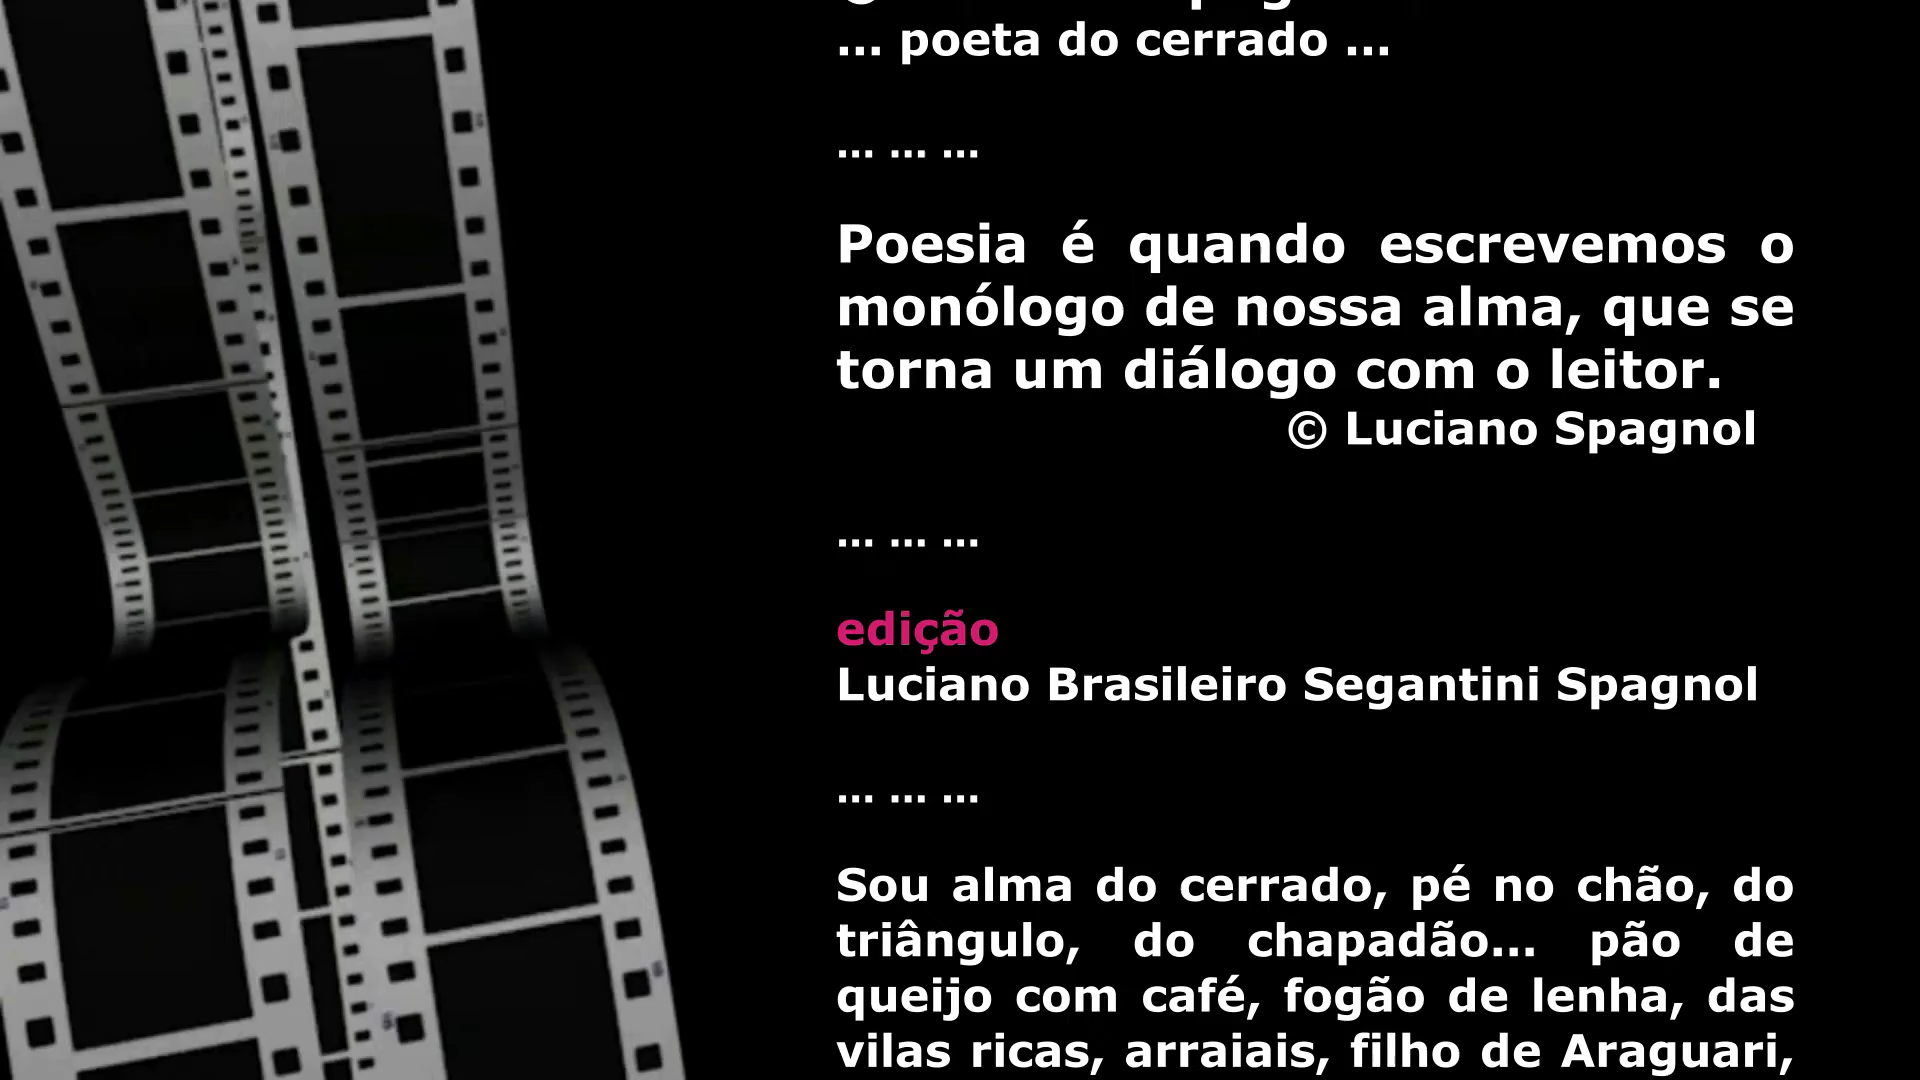 ... poeta do cerrado ...
... ... ...
Poesia é quando escrevemos o
monólogo de nossa alma, que se
torna um diálogo com o leitor.
© Luciano Spagnol
... ... ...
edição
Luciano Brasileiro Segantini Spagnol
... ... ...
Sou alma do cerrado, pé no chão, do
triângulo, do chapadão... pão de
queijo com café, fogão de lenha, das
vilas ricas, arraiais, filho de Araguari,